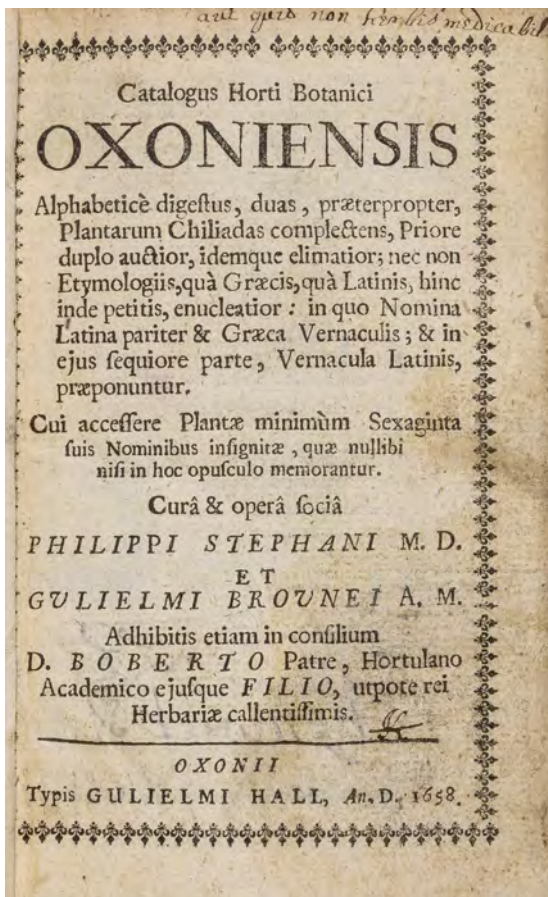 aut quid non herbis medicabil
Catalogus Horti Botanici
OXONIENSIS
Alphabeticè digestus, duas, præterpropter,
Plantarum Chiliadas complectens, Priore
duplo auctior, idemque elimatior; nec non
Etymologiis, quà Græcis, quà Latinis, hinc
inde petitis, enucleatior: in quo Nomina
Latina pariter & Græca Vernaculis; & in
ejus sequiore parte, Vernacula Latinis,
præponuntur.
Cui accessere Plantæ minimùm Sexaginta
suis Nominibus insignitæ, quæ nullibi
nisi in hoc opusculo memorantur.
Curâ & operâ sociâ
PHILIPPI STEPHANI M. D.
ET
GVLIELMI BROVNEI A. M.
Adhibitis etiam in consilium
D. BOBERTO Patre, Hortulano
Academico ejusque FILIO, utpote rei
Herbariæ callentissimis.
OXONII
Typis GULIELMI HALL, An. D. 1658.